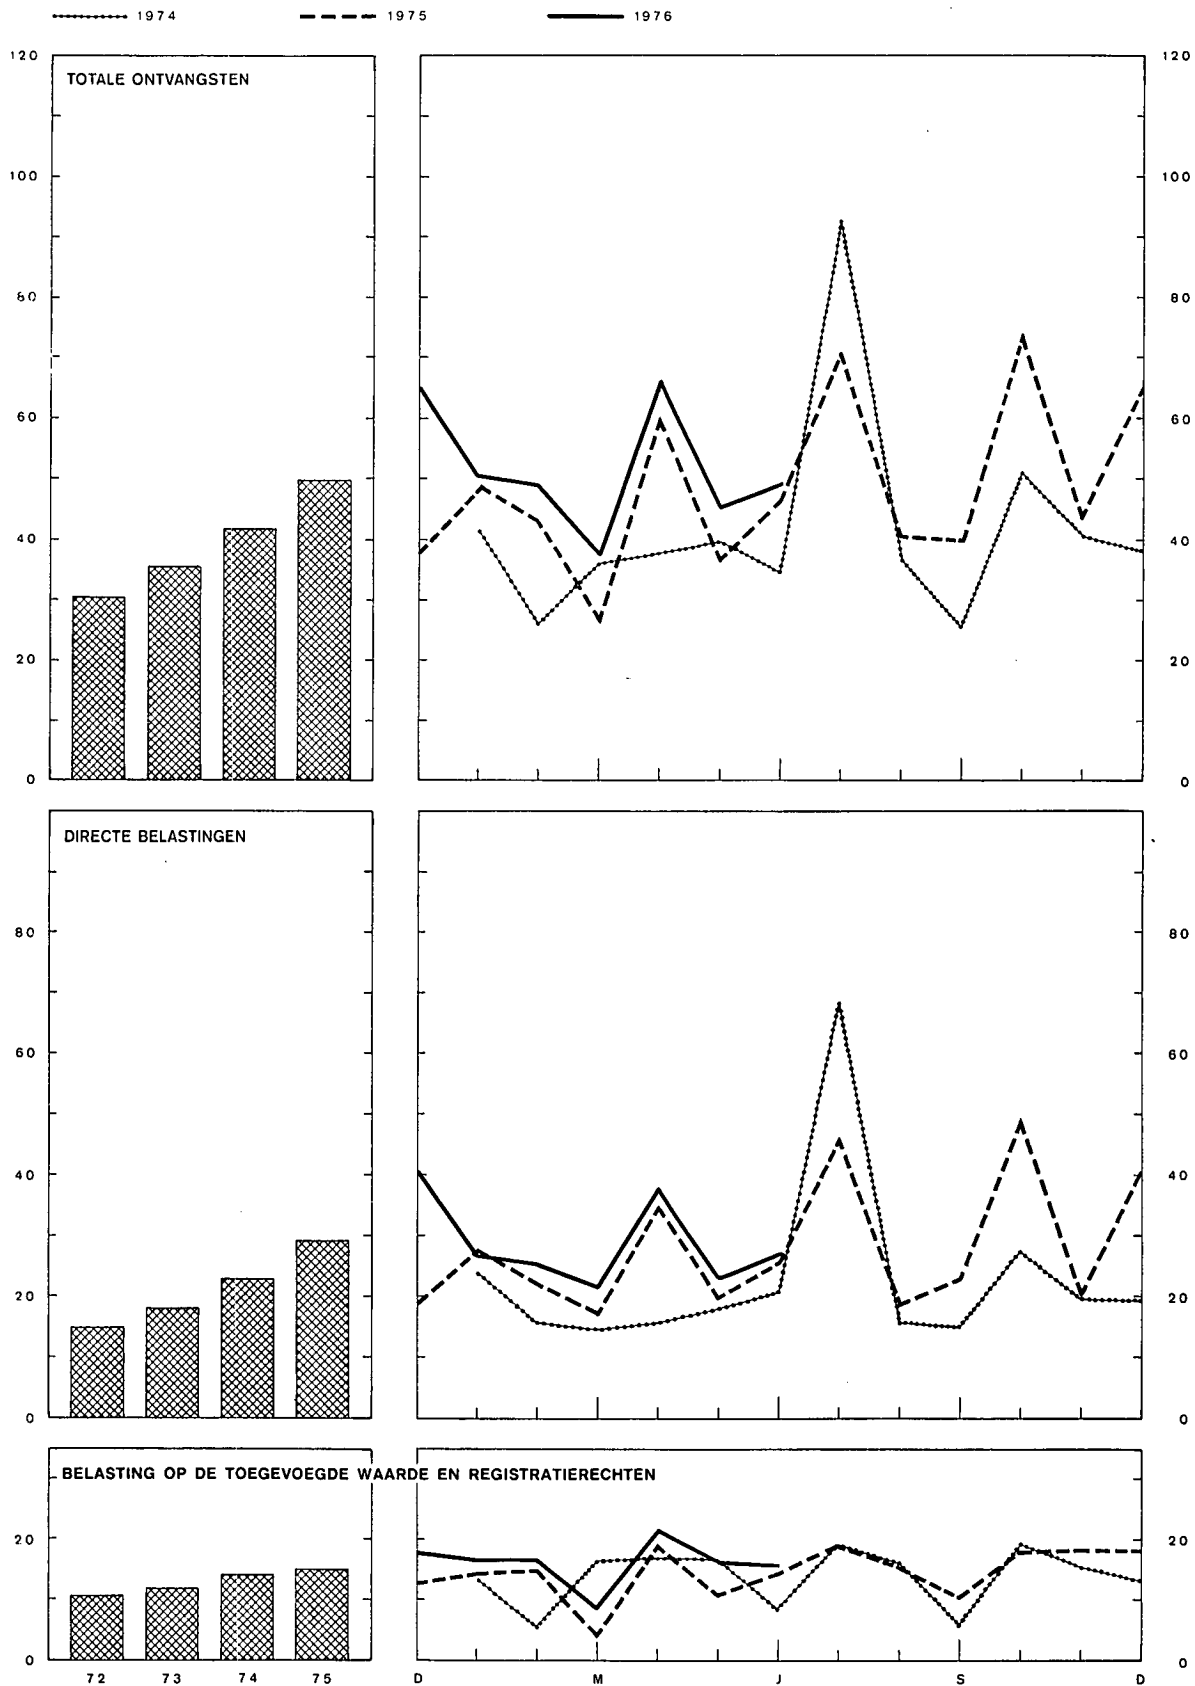 1974 1975 1976
120 120
TOTALE ONTVANGSTEN
100 100
80 80
60 60
40 40
20 20
0 0
DIRECTE BELASTINGEN
80 80
60 60
40 40
20 20
0 0
BELASTING OP DE TOEGEVOEGDE WAARDE EN REGISTRATIERECHTEN
20 20
0 0
72 73 74 75 D M J S D